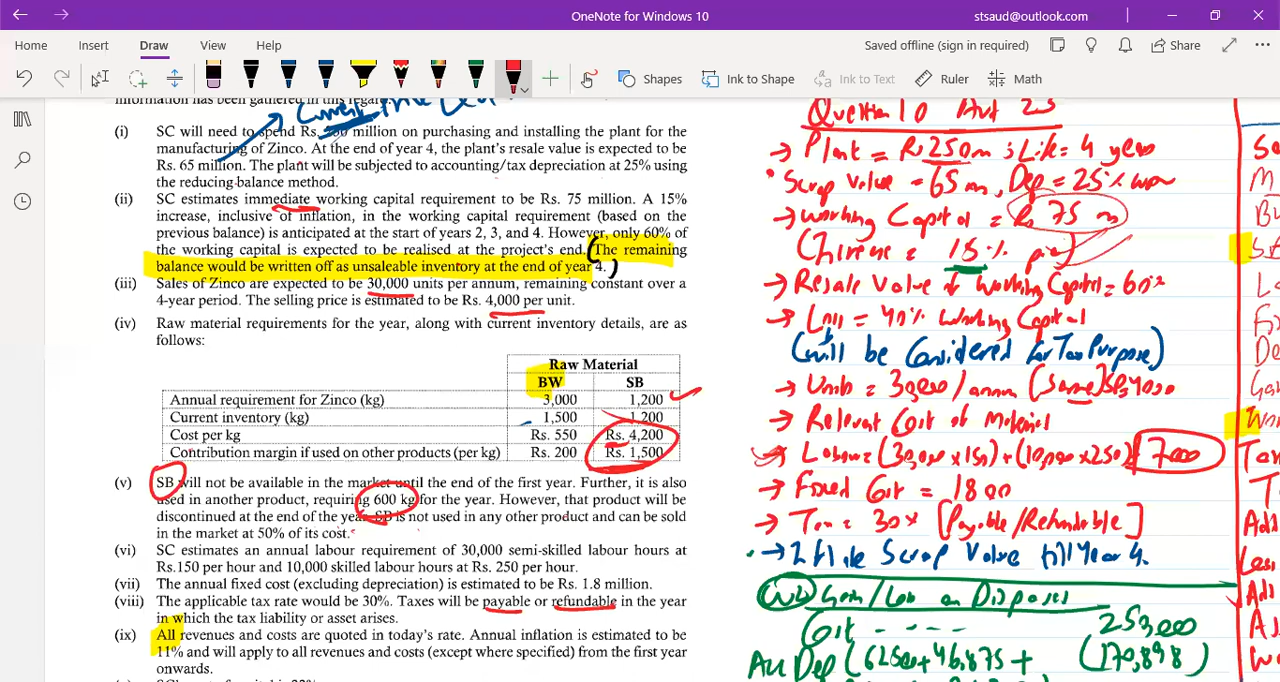 OneNote for Windows 10
stsaud@outlook.com
Home Insert Draw View Help
Saved offline (sign in required)
Share
Shapes
Ink to Shape
Ink to Text
Ruler
Math
information has been gathered in this regard
Current
(i) SC will need to spend Rs. million on purchasing and installing the plant for the
manufacturing of Zinco. At the end of year 4, the plant's resale value is expected to be
Rs. 65 million. The plant will be subjected to accounting/tax depreciation at 25% using
the reducing balance method.
(ii) SC estimates immediate working capital requirement to be Rs. 75 million. A 15%
increase, inclusive of inflation, in the working capital requirement (based on the
previous balance) is anticipated at the start of years 2, 3, and 4. However, only 60% of
the working capital is expected to be realised at the project's end. (The remaining
balance would be written off as unsaleable inventory at the end of year 4.)
(iii) Sales of Zinco are expected to be 30,000 units per annum, remaining constant over a
4-year period. The selling price is estimated to be Rs. 4,000 per unit.
(iv) Raw material requirements for the year, along with current inventory details, are as
follows:
Raw Material
BW SB
Annual requirement for Zinco (kg) 3,000 1,200
Current inventory (kg) 1,500 1,200
Cost per kg Rs. 550 Rs. 4,200
Contribution margin if used on other products (per kg) Rs. 200 Rs. 1,500
(v) SB will not be available in the market until the end of the first year. Further, it is also
used in another product, requiring 600 kg for the year. However, that product will be
discontinued at the end of the year. SB is not used in any other product and can be sold
in the market at 50% of its cost.
(vi) SC estimates an annual labour requirement of 30,000 semi-skilled labour hours at
Rs.150 per hour and 10,000 skilled labour hours at Rs. 250 per hour.
(vii) The annual fixed cost (excluding depreciation) is estimated to be Rs. 1.8 million.
(viii) The applicable tax rate would be 30%. Taxes will be payable or refundable in the year
in which the tax liability or asset arises.
(ix) All revenues and costs are quoted in today's rate. Annual inflation is estimated to be
11% and will apply to all revenues and costs (except where specified) from the first year
onwards.
Question 10 Aut 23
→ Plant = Rs 250m ; Life = 4 years
Scrap Value = 65 m, Dep = 25%
→ Working Capital = Rs 75 m
= 15%
→ Resale Value of Working Capital = 60%
→ Loss = 40% Working Capital
(will be Considered for Tax Purpose)
→ Units = 30,000/annum (Same) SP 4000
→ Relevant Cost of Material
→ Labour = (30,000 x 150) + (10,000 x 250) 7000
→ Fixed Cost = 1800
→ Tax = 30% [Payable/Refundable]
→ Scrap Value till Year 4.
Gain/Loss on Disposal
Cost - - - - 253,000
Acc Dep (62500 + 46,875 + (170,898)